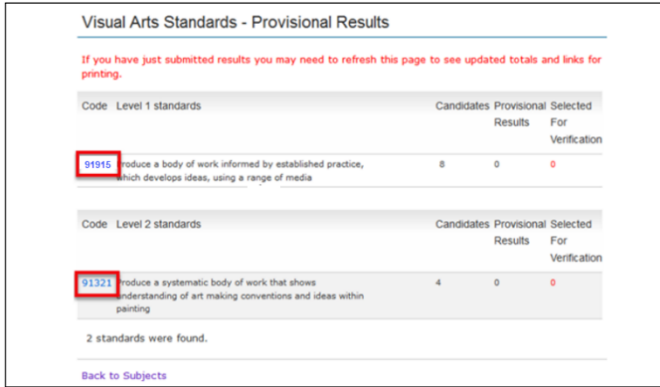 Visual Arts Standards - Provisional Results
If you have just submitted results you may need to refresh this page to see updated totals and links for
printing.
Code Level 1 standards Candidates Provisional Selected
Results For
Verification
91915 Produce a body of work informed by established practice, 8 0 0
which develops ideas, using a range of media
Code Level 2 standards Candidates Provisional Selected
Results For
Verification
91321 Produce a systematic body of work that shows 4 0 0
understanding of art making conventions and ideas within
painting
2 standards were found.
Back to Subjects